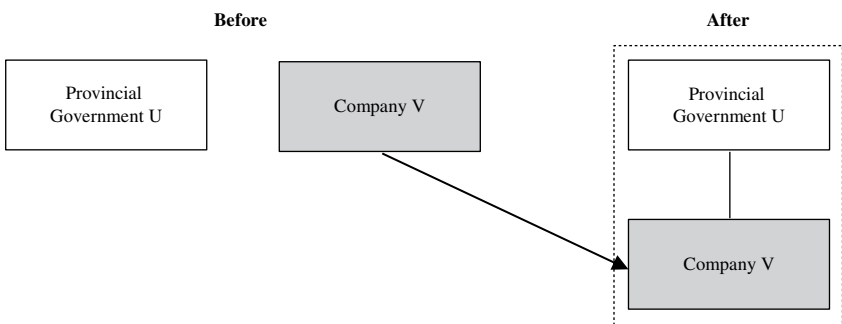 Before
After
Provincial
Government U
Company V
Provincial
Government U
Company V